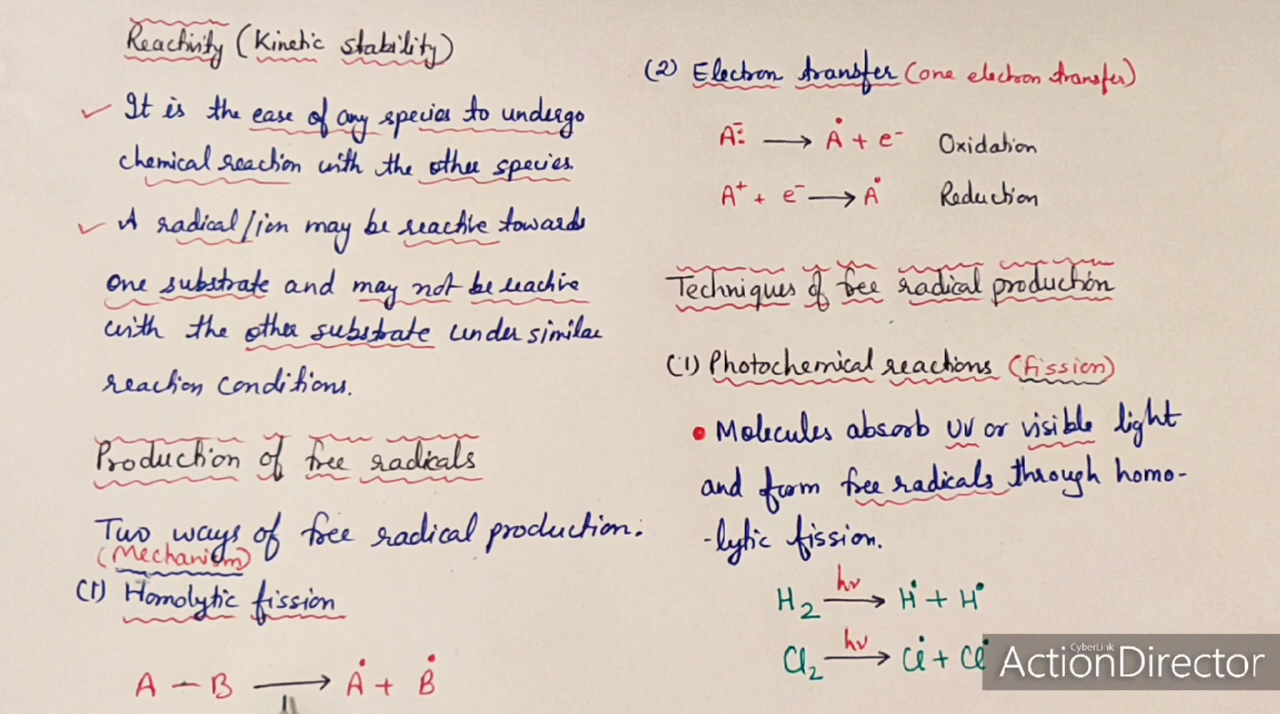 Reactivity (Kinetic stability)
It is the ease of any species to undergo
chemical reaction with the other species.
A radical/ion may be reactive towards
one substrate and may not be reactive
with the other substrate under similar
reaction conditions.
Production of free radicals
Two ways of free radical production:
(Mechanism)
(1) Homolytic fission
A – B ⟶ Ȧ + Ḃ
(2) Electron transfer (one electron transfer)
A:⁻ ⟶ Ȧ + e⁻ Oxidation
A⁺ + e⁻ ⟶ Ȧ Reduction
Techniques of free radical production
(1) Photochemical reactions (fission)
• Molecules absorb UV or visible light
and form free radicals through homo-
-lytic fission.
H₂ hν⟶ H• + H•
Cl₂ hν⟶ Cl• + Cl•
CyberLink
ActionDirector